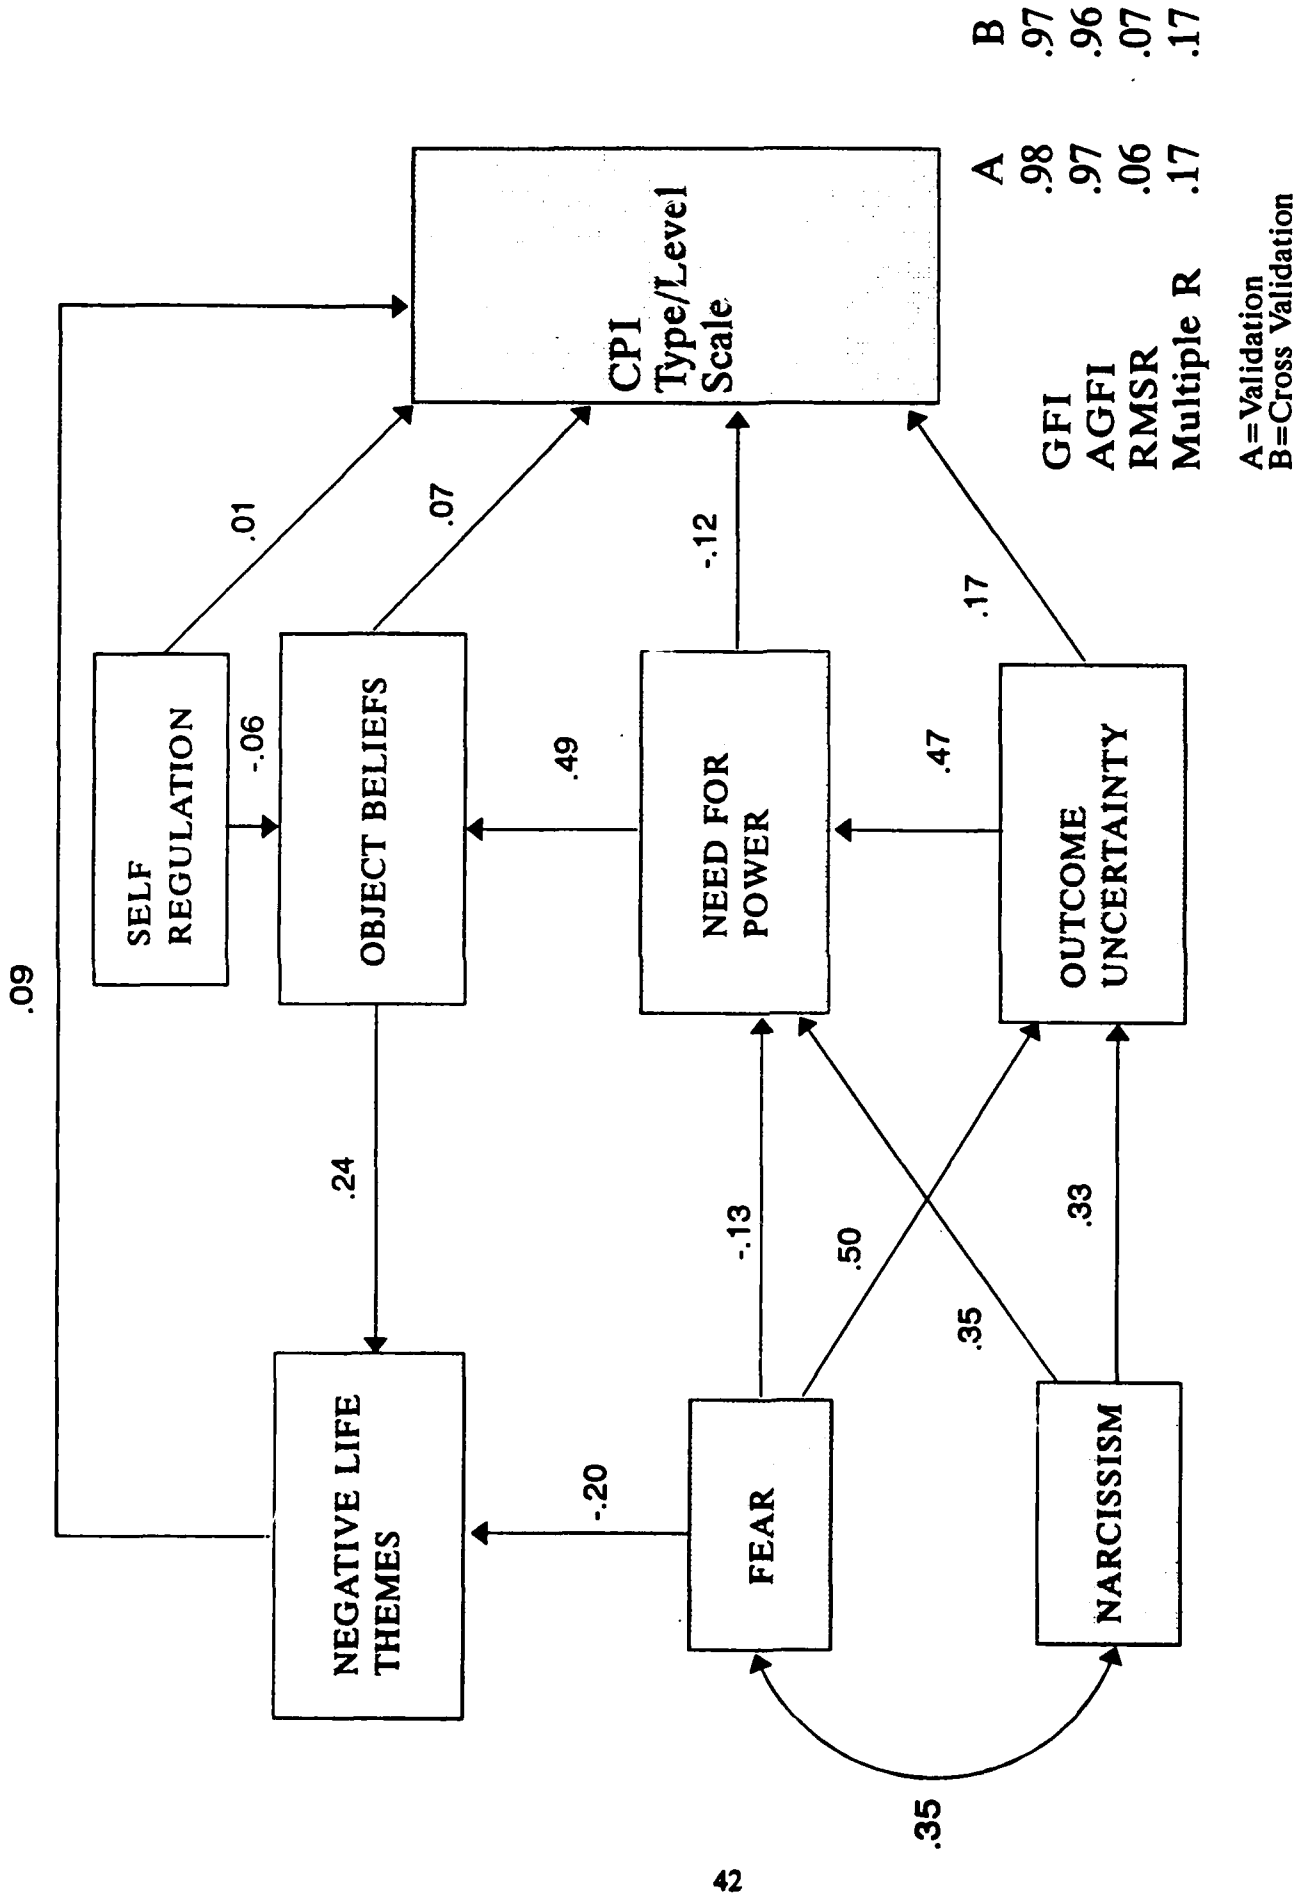 .09
SELF
REGULATION
.01
-.06
NEGATIVE LIFE
THEMES
.24
OBJECT BELIEFS
.07
CPI
Type/Level
Scale
-.20
.49
FEAR
-.13
NEED FOR
POWER
-.12
.50
.35
.47
.17
.35
NARCISSISM
.33
OUTCOME
UNCERTAINTY
A B
GFI .98 .97
AGFI .97 .96
RMSR .06 .07
Multiple R .17 .17
A=Validation
B=Cross Validation
42